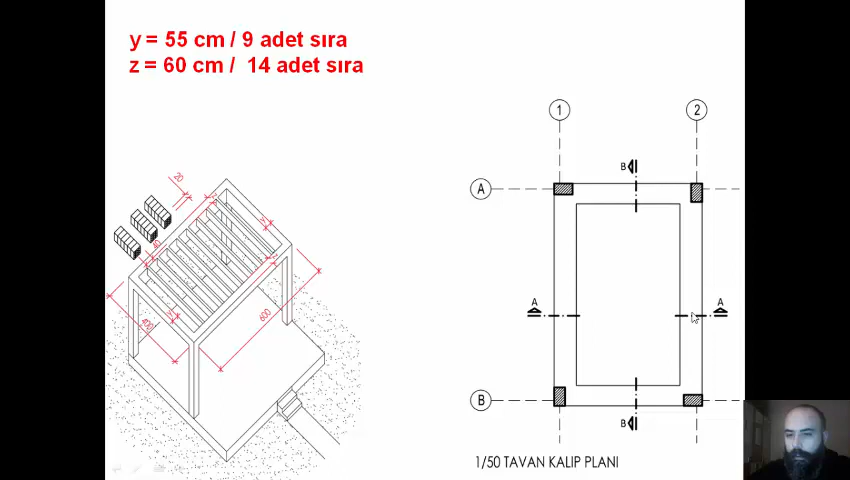 y = 55 cm / 9 adet sıra
z = 60 cm / 14 adet sıra
1
2
B
A
20
40
400
600
A
A
B
B
1/50 TAVAN KALIP PLANI